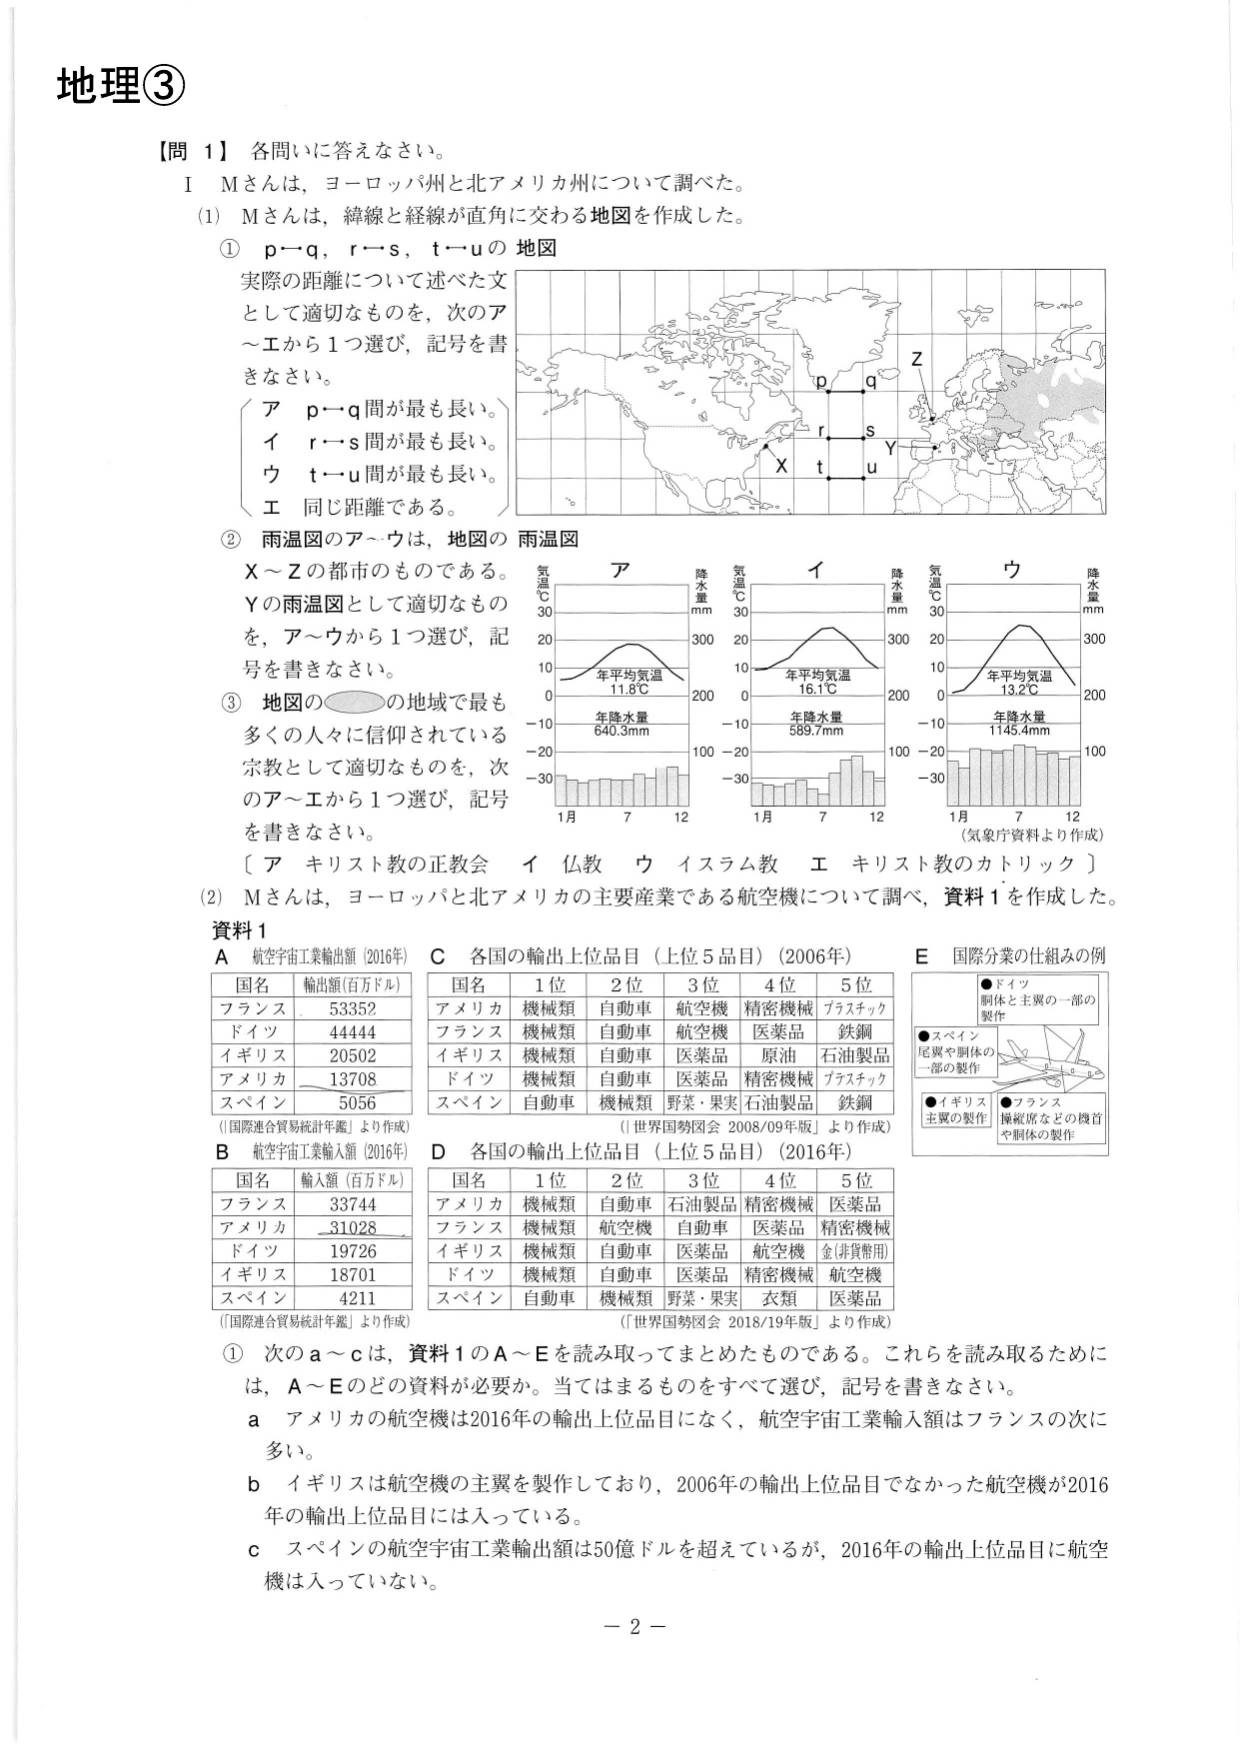 地理③
【問 1】 各問いに答えなさい。
Ⅰ Mさんは，ヨーロッパ州と北アメリカ州について調べた。
(1) Mさんは，緯線と経線が直角に交わる地図を作成した。
① p―q，r―s，t―uの
実際の距離について述べた文
として適切なものを，次のア
～エから１つ選び，記号を書
きなさい。
ア p―q間が最も長い。
イ r―s間が最も長い。
ウ t―u間が最も長い。
エ 同じ距離である。
地図
p q
Z
r s
Y
X t u
② 雨温図のア～ウは，地図の
X～Zの都市のものである。
Yの雨温図として適切なもの
を，ア～ウから１つ選び，記
号を書きなさい。
③ 地図の の地域で最も
多くの人々に信仰されている
宗教として適切なものを，次
のア～エから１つ選び，記号
を書きなさい。
雨温図
気温℃ ア 降水量mm
30
20 300
10
0 200
-10
-20 100
-30
年平均気温
11.8℃
年降水量
640.3mm
1月 7 12
気温℃ イ 降水量mm
30
20 300
10
0 200
-10
-20 100
-30
年平均気温
16.1℃
年降水量
589.7mm
1月 7 12
気温℃ ウ 降水量mm
30
20 300
10
0 200
-10
-20 100
-30
年平均気温
13.2℃
年降水量
1145.4mm
1月 7 12
（気象庁資料より作成）
〔 ア キリスト教の正教会 イ 仏教 ウ イスラム教 エ キリスト教のカトリック 〕
(2) Mさんは，ヨーロッパと北アメリカの主要産業である航空機について調べ，資料１を作成した。
資料１
A 航空宇宙工業輸出額（2016年）
国名 輸出額(百万ドル)
フランス 53352
ドイツ 44444
イギリス 20502
アメリカ 13708
スペイン 5056
（「国際連合貿易統計年鑑」より作成）
B 航空宇宙工業輸入額（2016年）
国名 輸入額（百万ドル）
フランス 33744
アメリカ 31028
ドイツ 19726
イギリス 18701
スペイン 4211
（「国際連合貿易統計年鑑」より作成）
C 各国の輸出上位品目（上位５品目）（2006年）
国名 １位 ２位 ３位 ４位 ５位
アメリカ 機械類 自動車 航空機 精密機械 プラスチック
フランス 機械類 自動車 航空機 医薬品 鉄鋼
イギリス 機械類 自動車 医薬品 原油 石油製品
ドイツ 機械類 自動車 医薬品 精密機械 プラスチック
スペイン 自動車 機械類 野菜・果実 石油製品 鉄鋼
（「世界国勢図会 2008/09年版」より作成）
D 各国の輸出上位品目（上位５品目）（2016年）
国名 １位 ２位 ３位 ４位 ５位
アメリカ 機械類 自動車 石油製品 精密機械 医薬品
フランス 機械類 航空機 自動車 医薬品 精密機械
イギリス 機械類 自動車 医薬品 航空機 金(非貨幣用)
ドイツ 機械類 自動車 医薬品 精密機械 航空機
スペイン 自動車 機械類 野菜・果実 衣類 医薬品
（「世界国勢図会 2018/19年版」より作成）
E 国際分業の仕組みの例
●ドイツ
胴体と主翼の一部の
製作
●スペイン
尾翼や胴体の
一部の製作
●イギリス
主翼の製作
●フランス
操縦席などの機首
や胴体の製作
① 次のa～cは，資料１のA～Eを読み取ってまとめたものである。これらを読み取るために
は，A～Eのどの資料が必要か。当てはまるものをすべて選び，記号を書きなさい。
a アメリカの航空機は2016年の輸出上位品目になく，航空宇宙工業輸入額はフランスの次に
多い。
b イギリスは航空機の主翼を製作しており，2006年の輸出上位品目でなかった航空機が2016
年の輸出上位品目には入っている。
c スペインの航空宇宙工業輸出額は50億ドルを超えているが，2016年の輸出上位品目に航空
機は入っていない。
－ 2 －